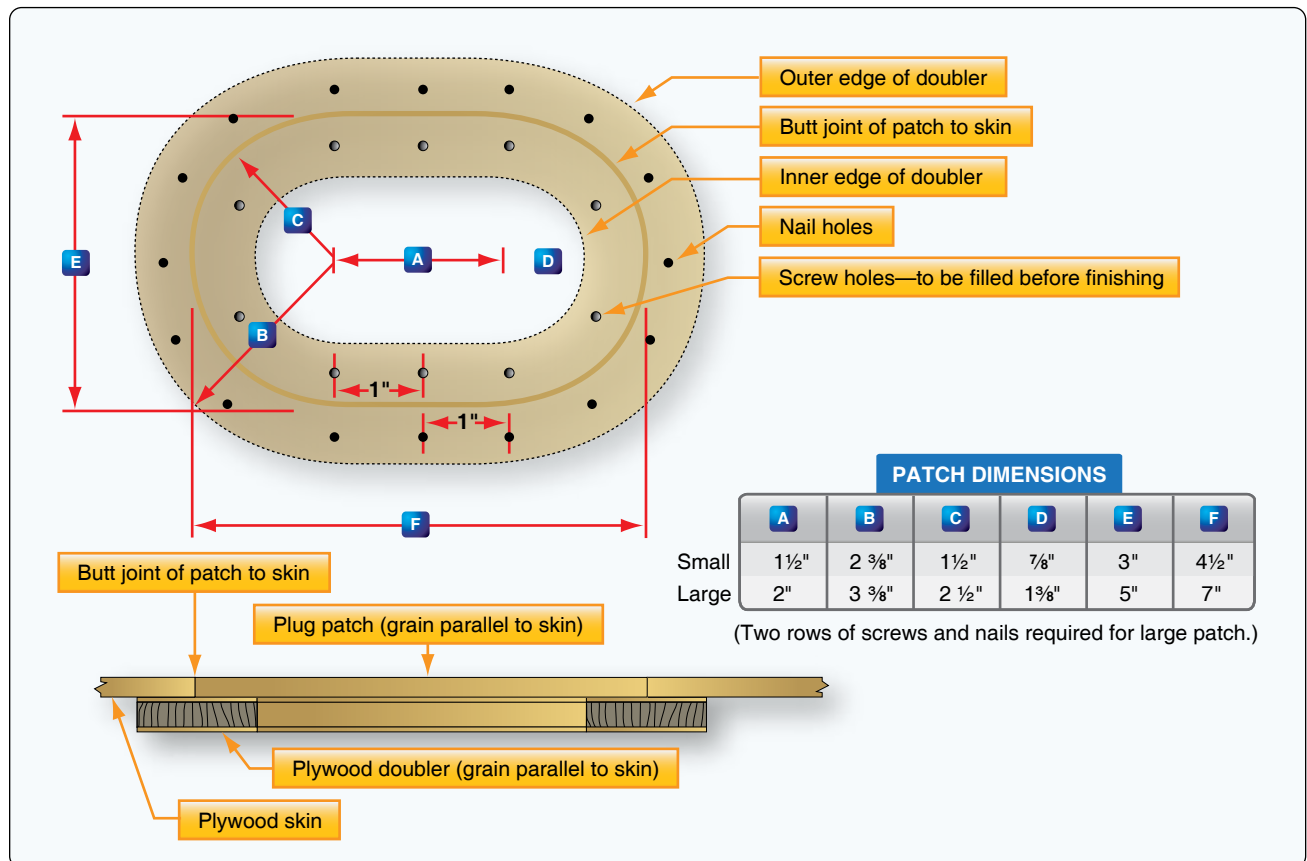 Outer edge of doubler
Butt joint of patch to skin
Inner edge of doubler
Nail holes
Screw holes—to be filled before finishing
C
E
A
D
B
1"
1"
F
PATCH DIMENSIONS
A B C D E F
Small 1½" 2 ⅜" 1½" ⅞" 3" 4½"
Large 2" 3 ⅜" 2 ½" 1⅜" 5" 7"
(Two rows of screws and nails required for large patch.)
Butt joint of patch to skin
Plug patch (grain parallel to skin)
Plywood doubler (grain parallel to skin)
Plywood skin